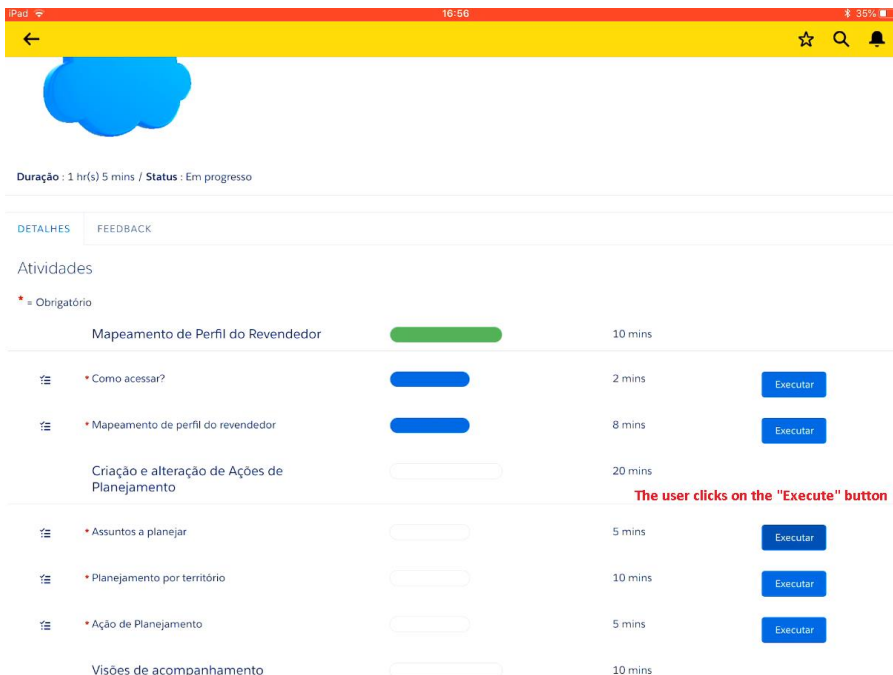 iPad 16:56 35%
Duração : 1 hr(s) 5 mins / Status : Em progresso
DETALHES FEEDBACK
Atividades
* = Obrigatório
Mapeamento de Perfil do Revendedor 10 mins
* Como acessar? 2 mins Executar
* Mapeamento de perfil do revendedor 8 mins Executar
Criação e alteração de Ações de 20 mins
Planejamento
The user clicks on the "Execute" button
* Assuntos a planejar 5 mins Executar
* Planejamento por território 10 mins Executar
* Ação de Planejamento 5 mins Executar
Visões de acompanhamento 10 mins